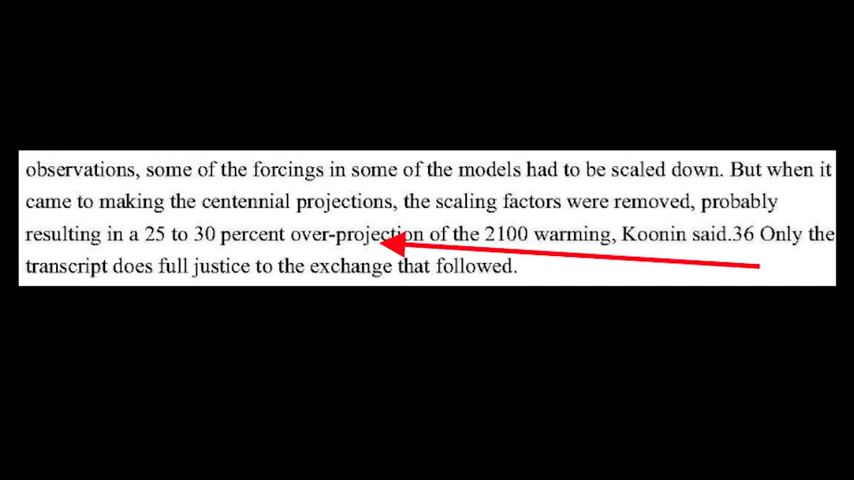 observations, some of the forcings in some of the models had to be scaled down. But when it
came to making the centennial projections, the scaling factors were removed, probably
resulting in a 25 to 30 percent over-projection of the 2100 warming, Koonin said.36 Only the
transcript does full justice to the exchange that followed.